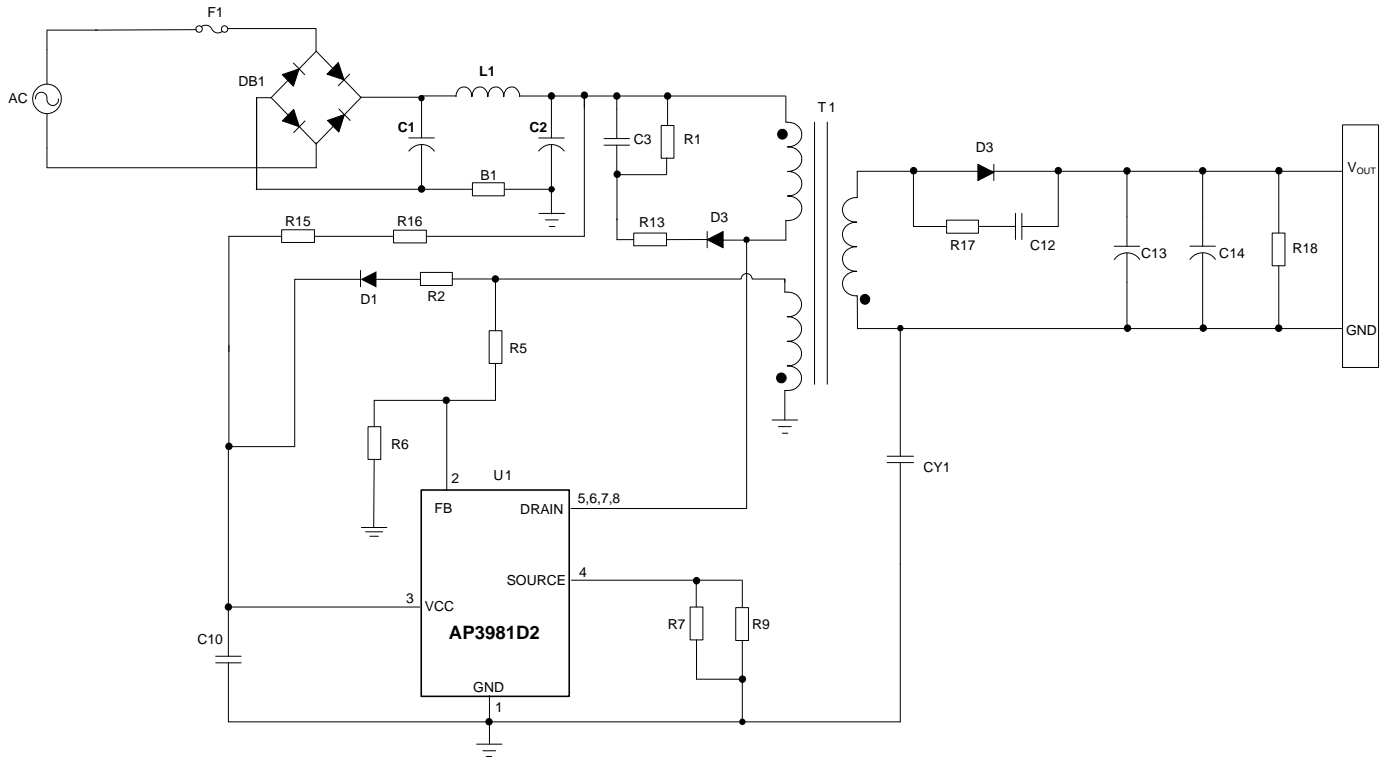 F1
AC
DB1
L1
C1
C2
B1
C3
R1
T1
R15
R16
R13
D3
D3
R17
C12
C13
C14
R18
VOUT
GND
D1
R2
R5
R6
CY1
U1
2
FB
DRAIN
5,6,7,8
SOURCE
4
3
VCC
AP3981D2
R7
R9
C10
GND
1